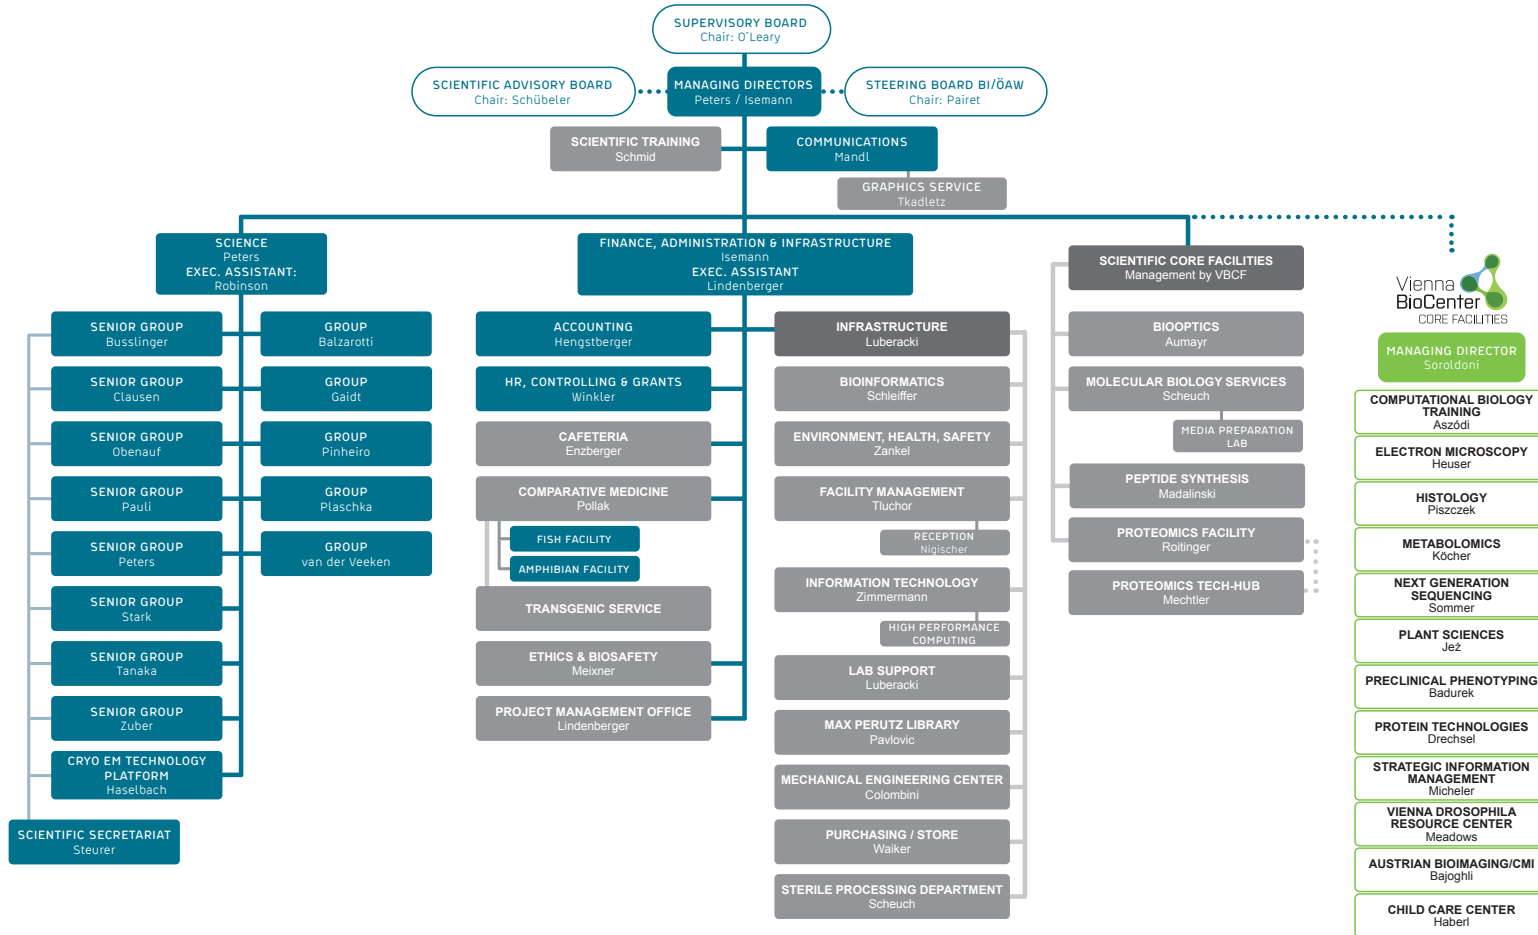 SUPERVISORY BOARD
Chair: O´Leary
SCIENTIFIC ADVISORY BOARD
Chair: Schübeler
MANAGING DIRECTORS
Peters / Isemann
STEERING BOARD BI/ÖAW
Chair: Pairet
SCIENTIFIC TRAINING
Schmid
COMMUNICATIONS
Mandl
GRAPHICS SERVICE
Tkadletz
SCIENCE
Peters
EXEC. ASSISTANT:
Robinson
SENIOR GROUP
Busslinger
GROUP
Balzarotti
SENIOR GROUP
Clausen
GROUP
Gaidt
SENIOR GROUP
Obenauf
GROUP
Pinheiro
SENIOR GROUP
Pauli
GROUP
Plaschka
SENIOR GROUP
Peters
GROUP
van der Veeken
SENIOR GROUP
Stark
SENIOR GROUP
Tanaka
SENIOR GROUP
Zuber
CRYO EM TECHNOLOGY
PLATFORM
Haselbach
SCIENTIFIC SECRETARIAT
Steurer
FINANCE, ADMINISTRATION & INFRASTRUCTURE
Isemann
EXEC. ASSISTANT
Lindenberger
ACCOUNTING
Hengstberger
HR, CONTROLLING & GRANTS
Winkler
CAFETERIA
Enzberger
COMPARATIVE MEDICINE
Pollak
FISH FACILITY
AMPHIBIAN FACILITY
TRANSGENIC SERVICE
ETHICS & BIOSAFETY
Meixner
PROJECT MANAGEMENT OFFICE
Lindenberger
INFRASTRUCTURE
Luberacki
BIOINFORMATICS
Schleiffer
ENVIRONMENT, HEALTH, SAFETY
Zankel
FACILITY MANAGEMENT
Tluchor
RECEPTION
Nigischer
INFORMATION TECHNOLOGY
Zimmermann
HIGH PERFORMANCE
COMPUTING
LAB SUPPORT
Luberacki
MAX PERUTZ LIBRARY
Pavlovic
MECHANICAL ENGINEERING CENTER
Colombini
PURCHASING / STORE
Waiker
STERILE PROCESSING DEPARTMENT
Scheuch
SCIENTIFIC CORE FACILITIES
Management by VBCF
BIOOPTICS
Aumayr
MOLECULAR BIOLOGY SERVICES
Scheuch
MEDIA PREPARATION
LAB
PEPTIDE SYNTHESIS
Madalinski
PROTEOMICS FACILITY
Roitinger
PROTEOMICS TECH-HUB
Mechtler
Vienna
BioCenter
CORE FACILITIES
MANAGING DIRECTOR
Soroldoni
COMPUTATIONAL BIOLOGY
TRAINING
Aszódi
ELECTRON MICROSCOPY
Heuser
HISTOLOGY
Piszczek
METABOLOMICS
Köcher
NEXT GENERATION
SEQUENCING
Sommer
PLANT SCIENCES
Jež
PRECLINICAL PHENOTYPING
Badurek
PROTEIN TECHNOLOGIES
Drechsel
STRATEGIC INFORMATION
MANAGEMENT
Micheler
VIENNA DROSOPHILA
RESOURCE CENTER
Meadows
AUSTRIAN BIOIMAGING/CMI
Bajoghli
CHILD CARE CENTER
Haberl